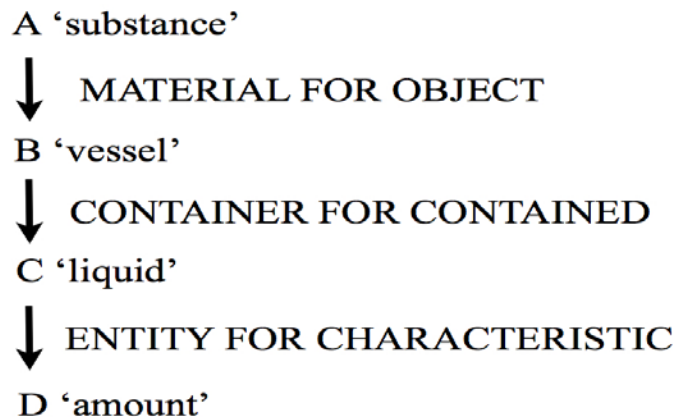 A ‘substance’
MATERIAL FOR OBJECT
B ‘vessel’
CONTAINER FOR CONTAINED
C ‘liquid’
ENTITY FOR CHARACTERISTIC
D ‘amount’